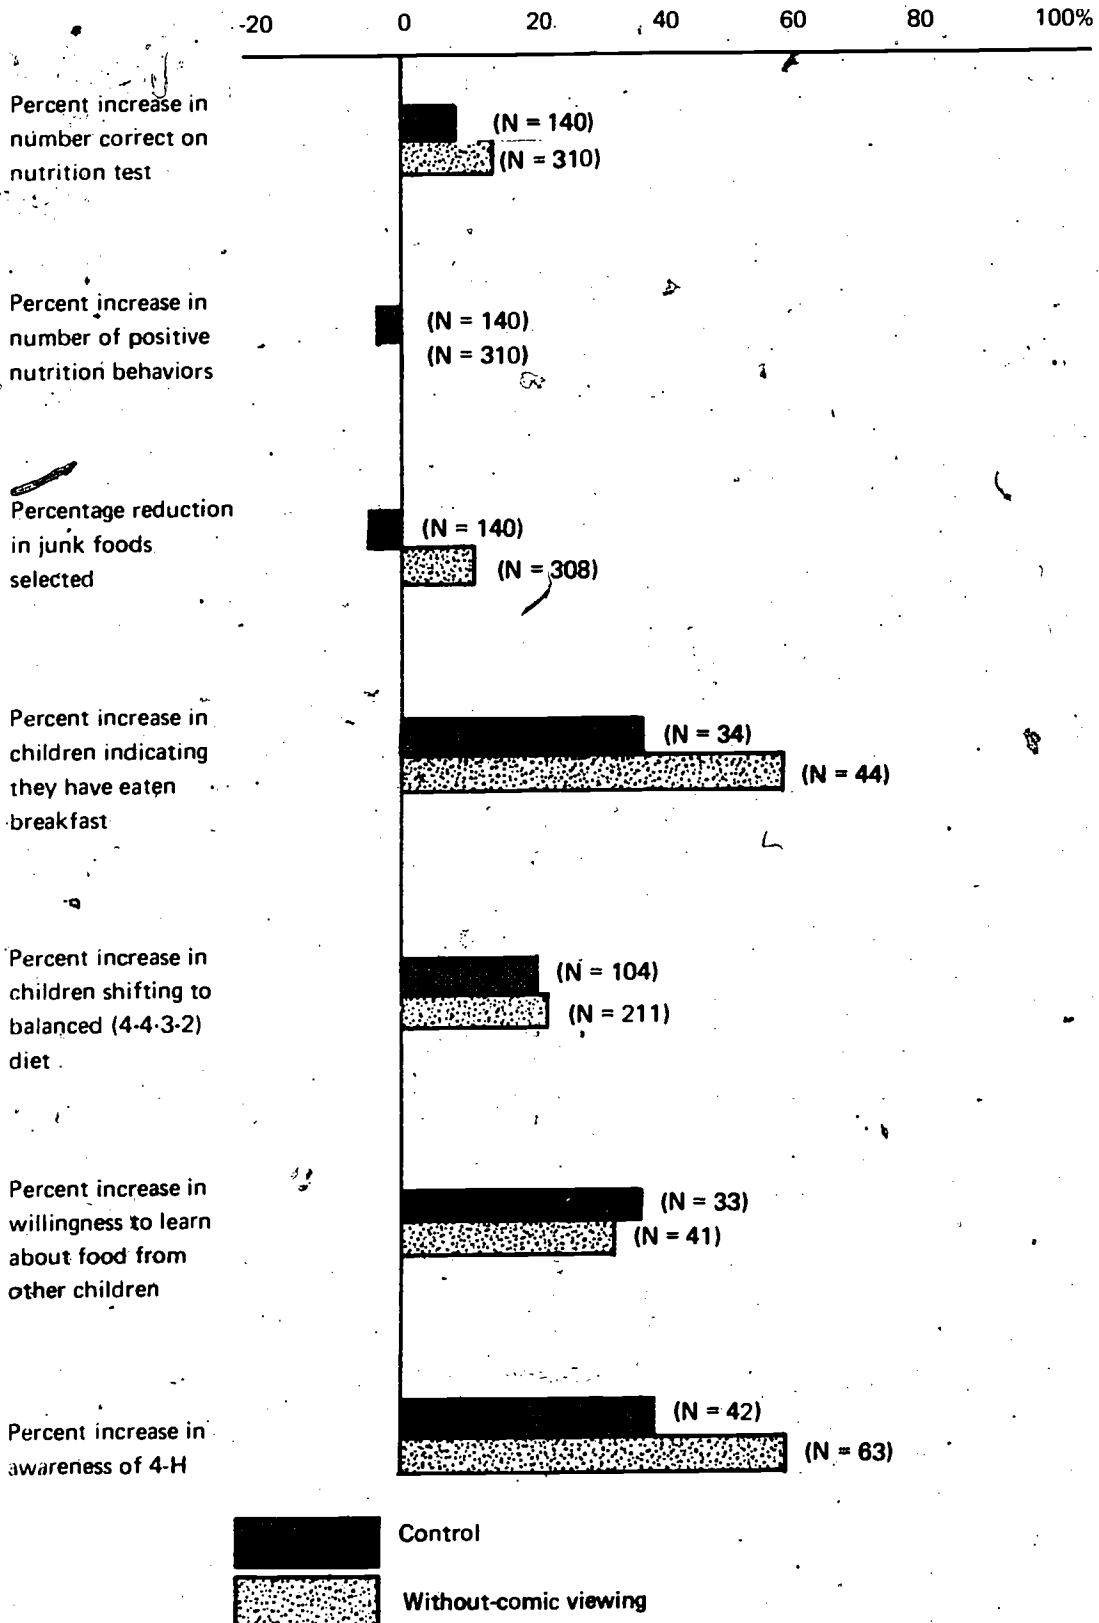 -20 0 20 40 60 80 100%
Percent increase in
number correct on
nutrition test
(N = 140)
(N = 310)
Percent increase in
number of positive
nutrition behaviors
(N = 140)
(N = 310)
Percentage reduction
in junk foods
selected
(N = 140)
(N = 308)
Percent increase in
children indicating
they have eaten
breakfast
(N = 34)
(N = 44)
Percent increase in
children shifting to
balanced (4-4-3-2)
diet
(N = 104)
(N = 211)
Percent increase in
willingness to learn
about food from
other children
(N = 33)
(N = 41)
Percent increase in
awareness of 4-H
(N = 42)
(N = 63)
Control
Without-comic viewing